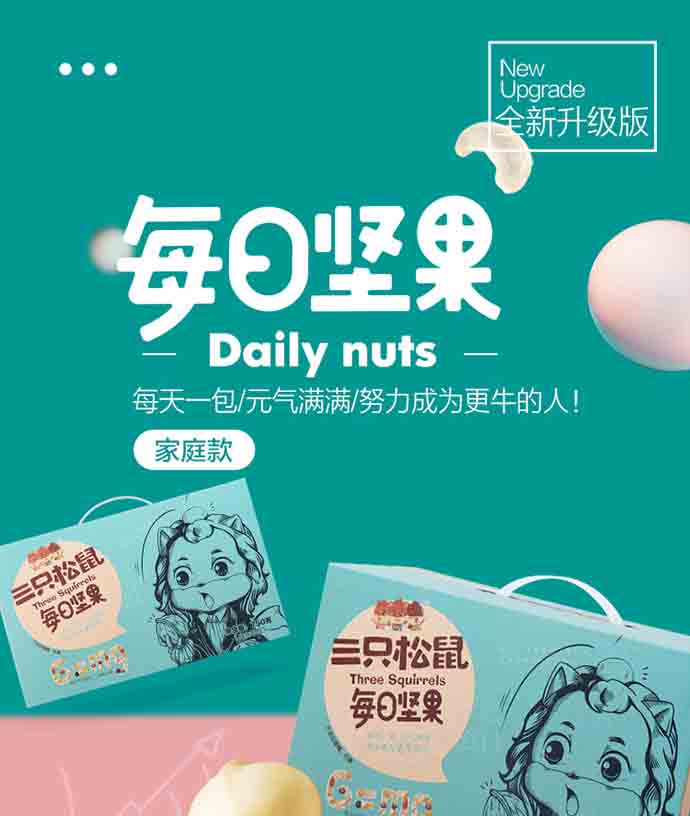 New
Upgrade
全新升级版
每日坚果
Daily nuts
每天一包/元气满满/努力成为更牛的人!
家庭款
三只松鼠
Three Squirrels
每日坚果
三只松鼠
Three Squirrels
每日坚果